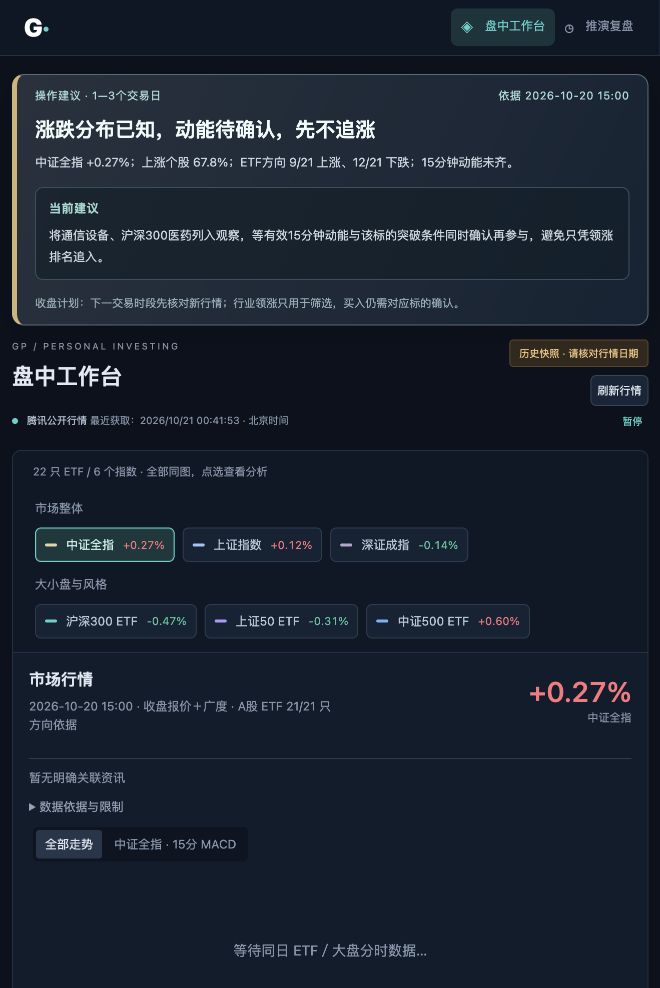 G
盘中工作台
推演复盘
操作建议 · 1—3个交易日
依据 2026-10-20 15:00
涨跌分布已知，动能待确认，先不追涨
中证全指 +0.27%；上涨个股 67.8%；ETF方向 9/21 上涨、12/21 下跌；15分钟动能未齐。
当前建议
将通信设备、沪深300医药列入观察，等有效15分钟动能与该标的突破条件同时确认再参与，避免只凭领涨
排名追入。
收盘计划：下一交易时段先核对新行情；行业领涨只用于筛选，买入仍需对应标的确认。
GP / PERSONAL INVESTING
历史快照 · 请核对行情日期
盘中工作台
刷新行情
腾讯公开行情 最近获取：2026/10/21 00:41:53 · 北京时间
暂停
22 只 ETF / 6 个指数 · 全部同图，点选查看分析
市场整体
中证全指 +0.27%
上证指数 +0.12%
深证成指 -0.14%
大小盘与风格
沪深300 ETF -0.47%
上证50 ETF -0.31%
中证500 ETF +0.60%
市场行情
+0.27%
2026-10-20 15:00 · 收盘报价＋广度 · A股 ETF 21/21 只
方向依据
中证全指
暂无明确关联资讯
数据依据与限制
全部走势
中证全指 · 15分 MACD
等待同日 ETF / 大盘分时数据...